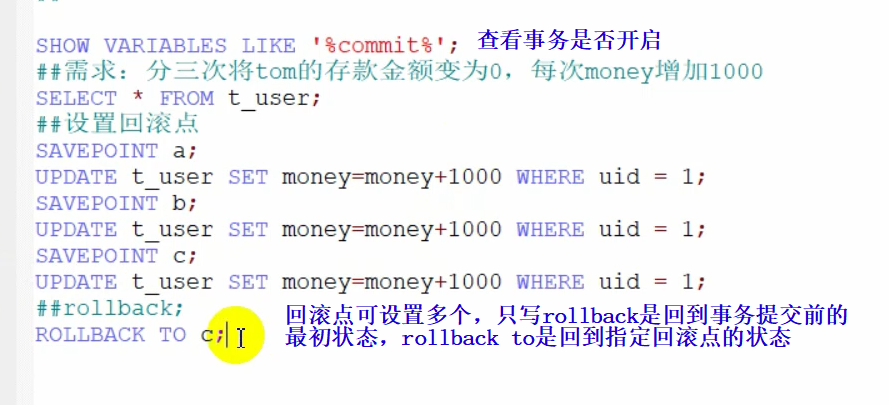 SHOW VARIABLES LIKE '%commit%'; 查看事务是否开启
##需求：分三次将tom的存款金额变为0，每次money增加1000
SELECT * FROM t_user;
##设置回滚点
SAVEPOINT a;
UPDATE t_user SET money=money+1000 WHERE uid = 1;
SAVEPOINT b;
UPDATE t_user SET money=money+1000 WHERE uid = 1;
SAVEPOINT c;
UPDATE t_user SET money=money+1000 WHERE uid = 1;
##rollback;
ROLLBACK TO c;
回滚点可设置多个，只写rollback是回到事务提交前的
最初状态，rollback to是回到指定回滚点的状态